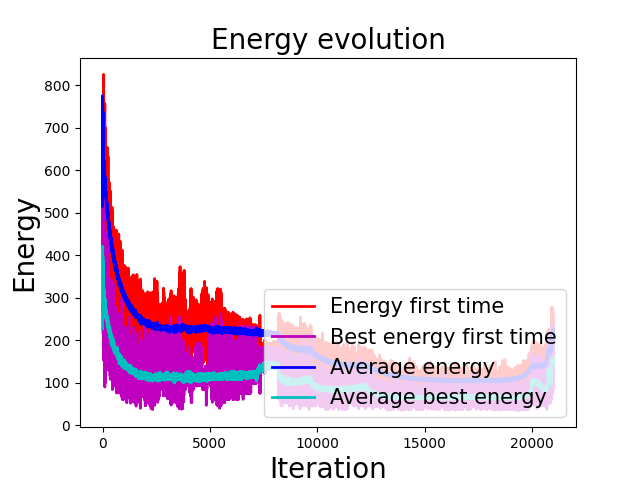 Energy evolution
800
700
600
500
400
300
200
100
0
Energy
Energy first time
Best energy first time
Average energy
Average best energy
0 5000 10000 15000 20000
Iteration